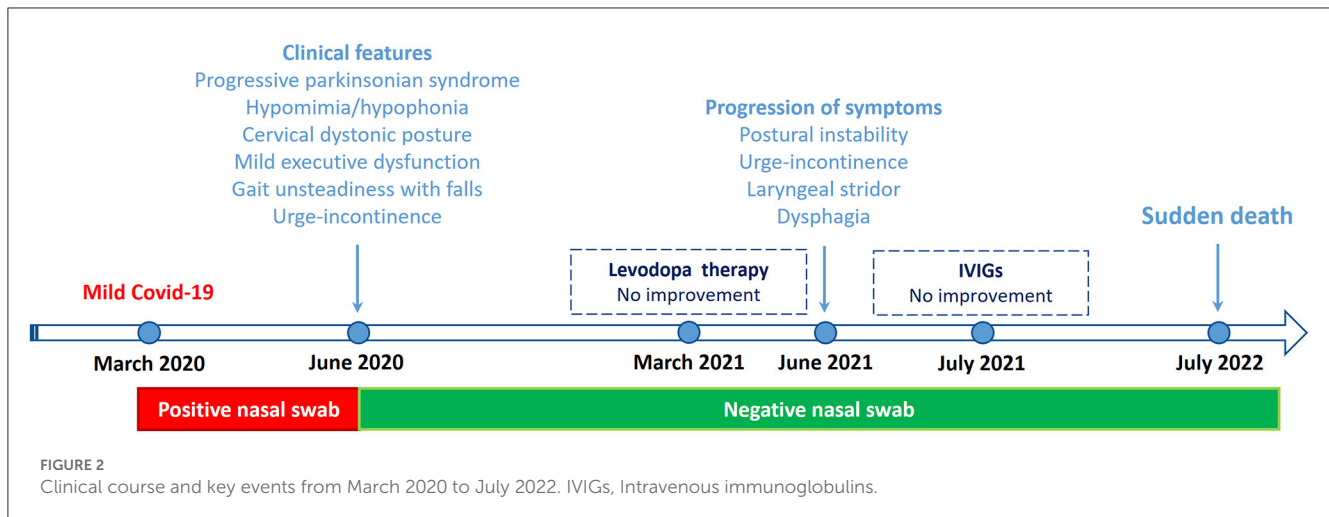 Clinical features
Progressive parkinsonian syndrome
Hypomimia/hypophonia
Cervical dystonic posture
Mild executive dysfunction
Gait unsteadiness with falls
Urge-incontinence
Progression of symptoms
Postural instability
Urge-incontinence
Laryngeal stridor
Dysphagia
Sudden death
Mild Covid-19
Levodopa therapy
No improvement
IVIGs
No improvement
March 2020
June 2020
March 2021
June 2021
July 2021
July 2022
Positive nasal swab
Negative nasal swab
FIGURE 2
Clinical course and key events from March 2020 to July 2022. IVIGs, Intravenous immunoglobulins.